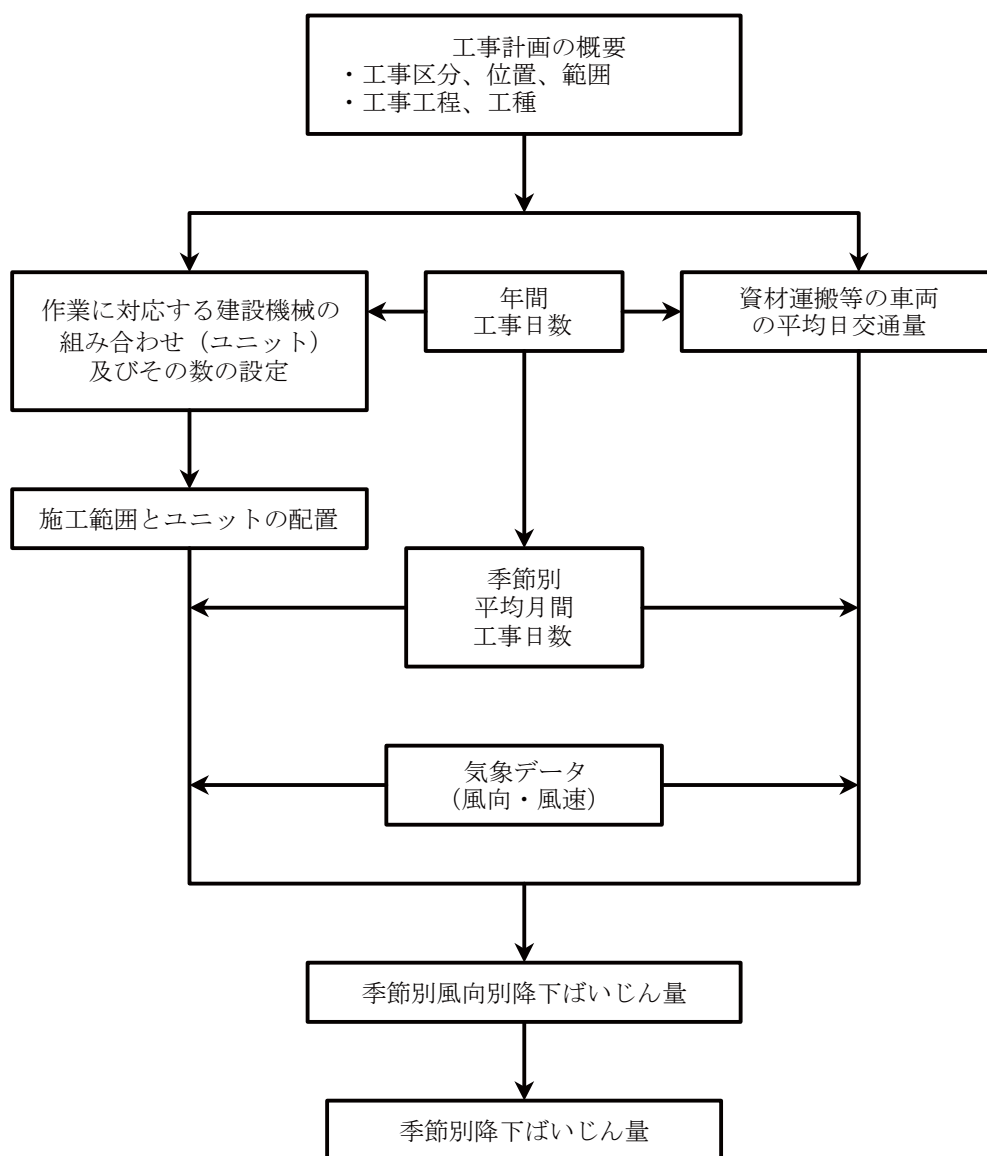 工事計画の概要
・工事区分、位置、範囲
・工事工程、工種
作業に対応する建設機械の
組み合わせ（ユニット）
及びその数の設定
年間
工事日数
資材運搬等の車両
の平均日交通量
施工範囲とユニットの配置
季節別
平均月間
工事日数
気象データ
（風向・風速）
季節別風向別降下ばいじん量
季節別降下ばいじん量